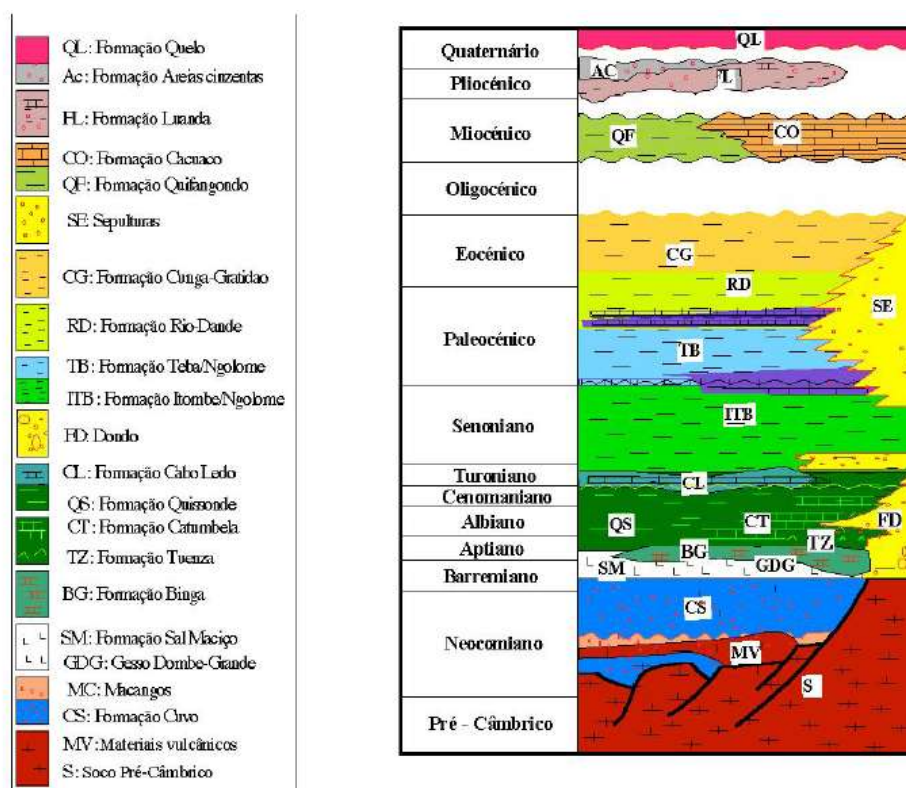 QL: Formação Quelo
Ac: Formação Areias cinzentas
FL: Formação Luanda
CO: Formação Cacuaco
QF: Formação Quifangondo
SE: Sepulturas
CG: Formação Cunga-Gratidao
RD: Formação Rio-Dande
TB: Formação Teba/Ngolome
ITB: Formação Itombe/Ngolome
FD: Dondo
CL: Formação Cabo Ledo
QS: Formação Quissonde
CT: Formação Catumbela
TZ: Formação Tuenza
BG: Formação Binga
SM: Formação Sal Maciço
GDG: Gesso Dombe-Grande
MC: Macangos
CS: Formação Cuvo
MV: Materiais vulcânicos
S: Soco Pré-Câmbrico
Quaternário
Pliocénico
Miocénico
Oligocénico
Eocénico
Paleocénico
Senoniano
Turoniano
Cenomaniano
Albiano
Aptiano
Barremiano
Neocomiano
Pré - Câmbrico
QL
AC
FL
QF
CO
CG
RD
SE
TB
ITB
CL
QS
CT
FD
TZ
BG
SM
GDG
CS
MV
S